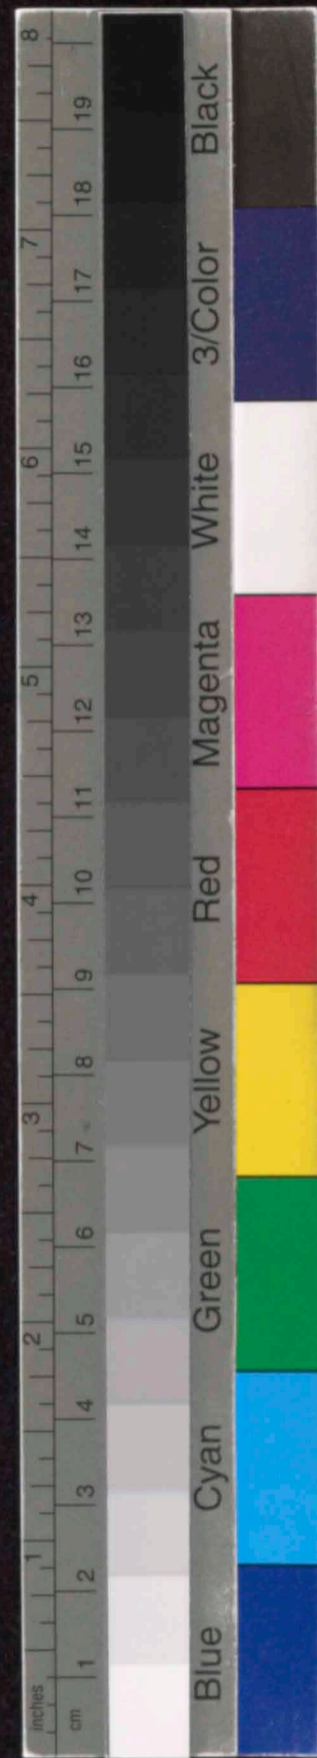 inches 1 2 3 4 5 6 7 8
cm 1 2 3 4 5 6 7 8 9 10 11 12 13 14 15 16 17 18 19
Blue Cyan Green Yellow Red Magenta White 3/Color Black